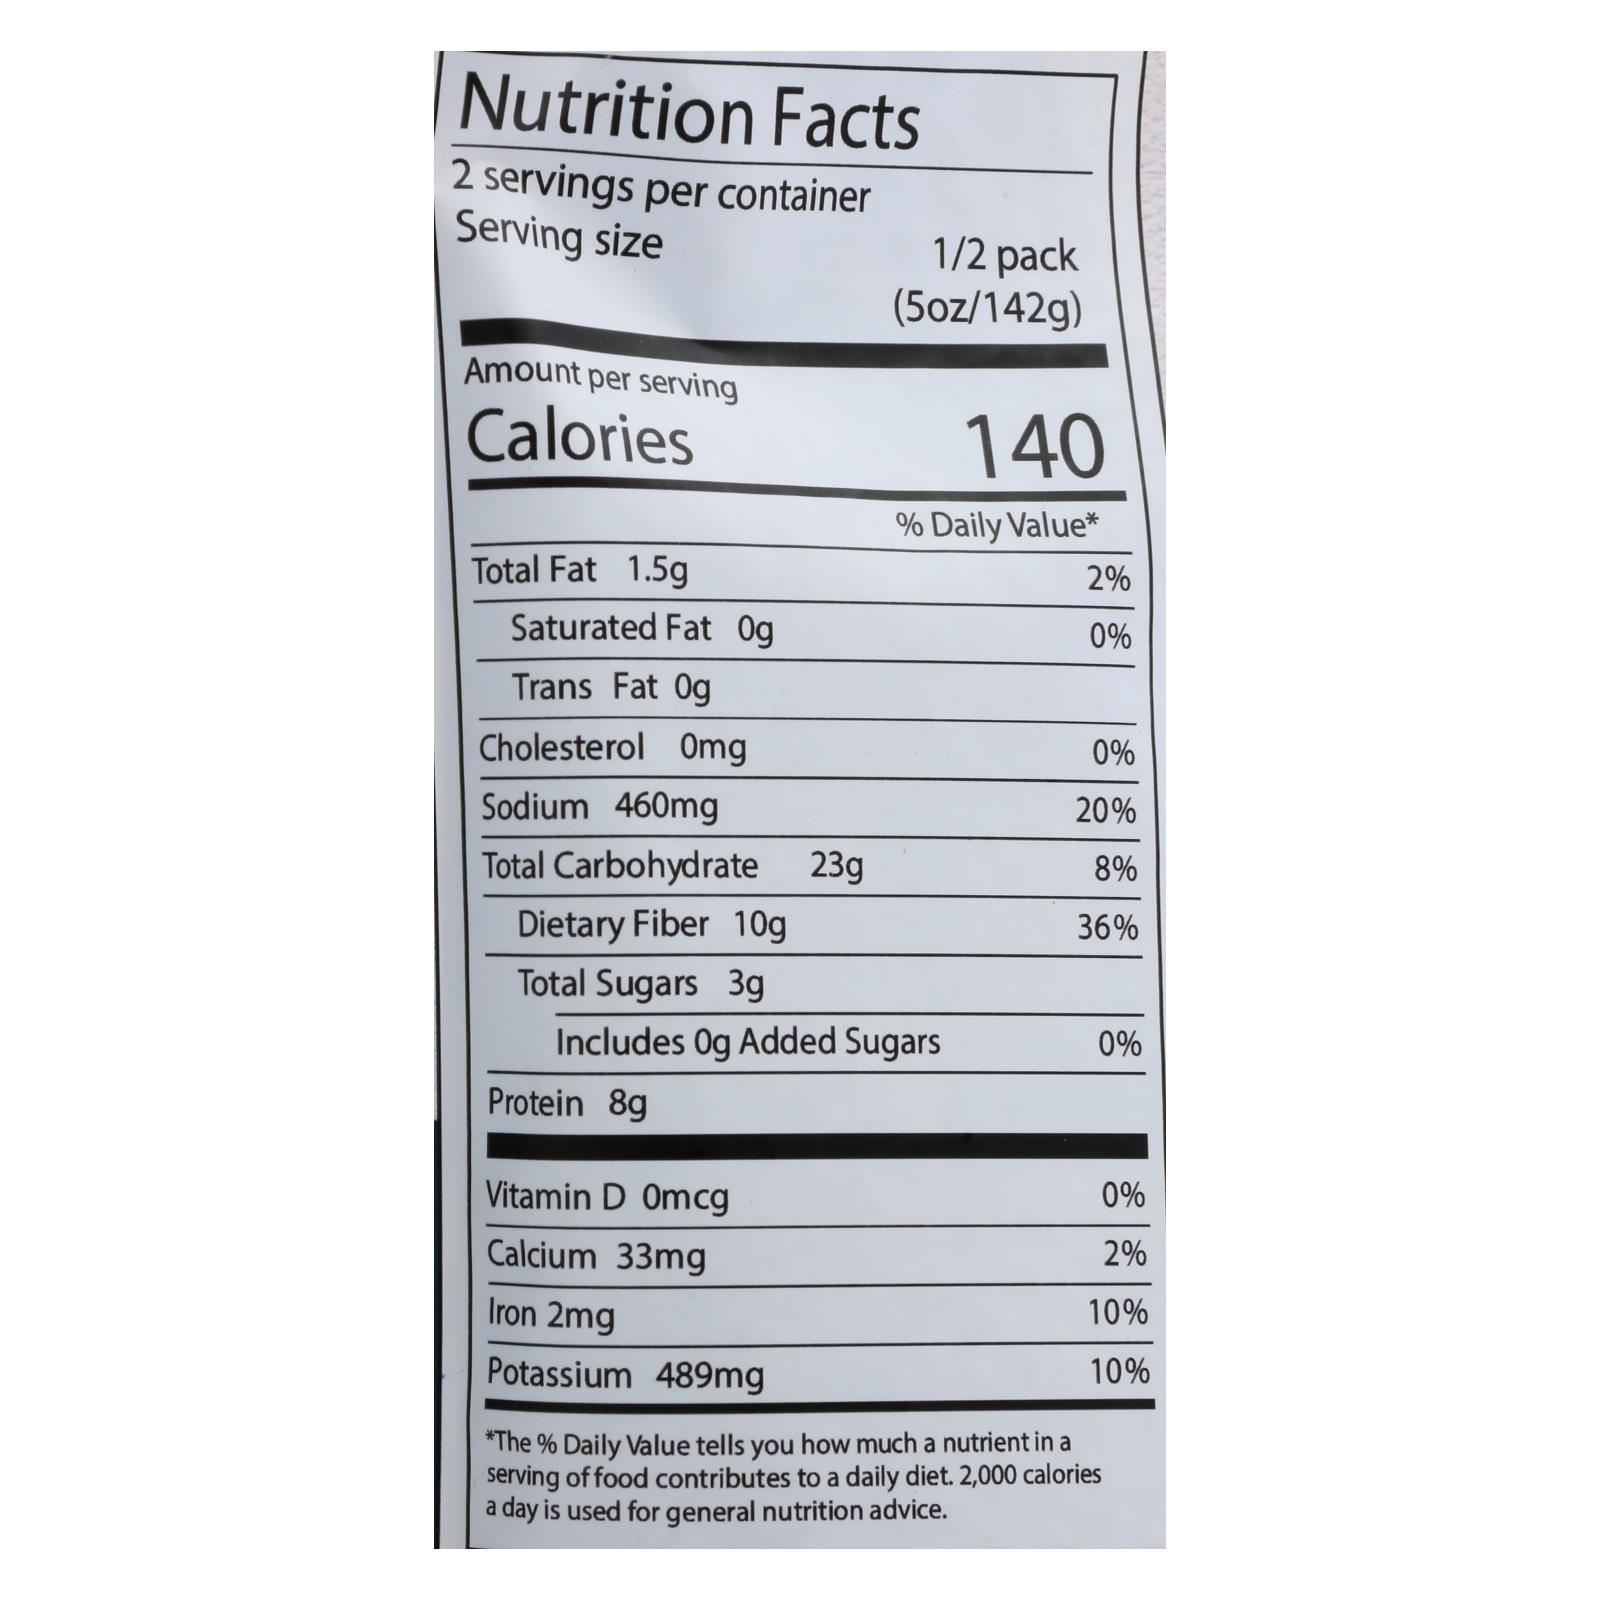 Nutrition Facts
2 servings per container
Serving size 1/2 pack
(5oz/142g)
Amount per serving
Calories 140
% Daily Value*
Total Fat 1.5g 2%
Saturated Fat 0g 0%
Trans Fat 0g
Cholesterol 0mg 0%
Sodium 460mg 20%
Total Carbohydrate 23g 8%
Dietary Fiber 10g 36%
Total Sugars 3g
Includes 0g Added Sugars 0%
Protein 8g
Vitamin D 0mcg 0%
Calcium 33mg 2%
Iron 2mg 10%
Potassium 489mg 10%
*The % Daily Value tells you how much a nutrient in a
serving of food contributes to a daily diet. 2,000 calories
a day is used for general nutrition advice.